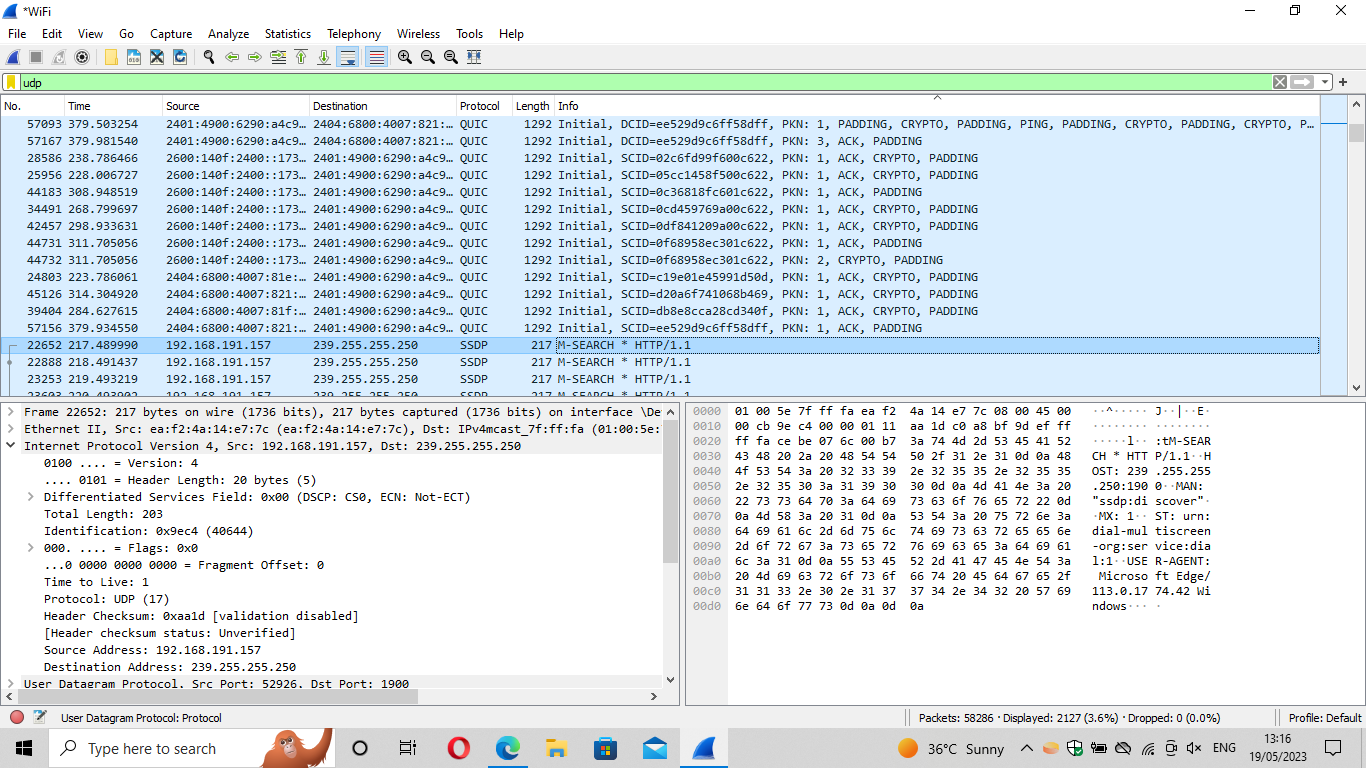 *WiFi
File Edit View Go Capture Analyze Statistics Telephony Wireless Tools Help
udp
No. Time Source Destination Protocol Length Info
57093 379.503254 2401:4900:6290:a4c9… 2404:6800:4007:821:… QUIC 1292 Initial, DCID=ee529d9c6ff58dff, PKN: 1, PADDING, CRYPTO, PADDING, PING, PADDING, CRYPTO, PADDING, CRYPTO, P…
57167 379.981540 2401:4900:6290:a4c9… 2404:6800:4007:821:… QUIC 1292 Initial, DCID=ee529d9c6ff58dff, PKN: 3, ACK, PADDING
28586 238.786466 2600:140f:2400::173… 2401:4900:6290:a4c9… QUIC 1292 Initial, SCID=02c6fd99f600c622, PKN: 1, ACK, CRYPTO, PADDING
25956 228.006727 2600:140f:2400::173… 2401:4900:6290:a4c9… QUIC 1292 Initial, SCID=05cc1458f500c622, PKN: 1, ACK, CRYPTO, PADDING
44183 308.948519 2600:140f:2400::173… 2401:4900:6290:a4c9… QUIC 1292 Initial, SCID=0c36818fc601c622, PKN: 1, ACK, PADDING
34491 268.799697 2600:140f:2400::173… 2401:4900:6290:a4c9… QUIC 1292 Initial, SCID=0cd459769a00c622, PKN: 1, ACK, CRYPTO, PADDING
42457 298.933631 2600:140f:2400::173… 2401:4900:6290:a4c9… QUIC 1292 Initial, SCID=0df841209a00c622, PKN: 1, ACK, CRYPTO, PADDING
44731 311.705056 2600:140f:2400::173… 2401:4900:6290:a4c9… QUIC 1292 Initial, SCID=0f68958ec301c622, PKN: 1, ACK, PADDING
44732 311.705056 2600:140f:2400::173… 2401:4900:6290:a4c9… QUIC 1292 Initial, SCID=0f68958ec301c622, PKN: 2, CRYPTO, PADDING
24803 223.786061 2404:6800:4007:81e:… 2401:4900:6290:a4c9… QUIC 1292 Initial, SCID=c19e01e45991d50d, PKN: 1, ACK, CRYPTO, PADDING
45126 314.304920 2404:6800:4007:821:… 2401:4900:6290:a4c9… QUIC 1292 Initial, SCID=d20a6f741068b469, PKN: 1, ACK, CRYPTO, PADDING
39404 284.627615 2404:6800:4007:81f:… 2401:4900:6290:a4c9… QUIC 1292 Initial, SCID=db8e8cca28cd340f, PKN: 1, ACK, CRYPTO, PADDING
57156 379.934550 2404:6800:4007:821:… 2401:4900:6290:a4c9… QUIC 1292 Initial, SCID=ee529d9c6ff58dff, PKN: 1, ACK, PADDING
22652 217.489990 192.168.191.157 239.255.255.250 SSDP 217 M-SEARCH * HTTP/1.1
22888 218.491437 192.168.191.157 239.255.255.250 SSDP 217 M-SEARCH * HTTP/1.1
23253 219.493219 192.168.191.157 239.255.255.250 SSDP 217 M-SEARCH * HTTP/1.1
23603 220.493902 192.168.191.157 239.255.255.250 SSDP 217 M-SEARCH * HTTP/1.1
Frame 22652: 217 bytes on wire (1736 bits), 217 bytes captured (1736 bits) on interface \De
Ethernet II, Src: ea:f2:4a:14:e7:7c (ea:f2:4a:14:e7:7c), Dst: IPv4mcast_7f:ff:fa (01:00:5e:
Internet Protocol Version 4, Src: 192.168.191.157, Dst: 239.255.255.250
0100 .... = Version: 4
.... 0101 = Header Length: 20 bytes (5)
Differentiated Services Field: 0x00 (DSCP: CS0, ECN: Not-ECT)
Total Length: 203
Identification: 0x9ec4 (40644)
000. .... = Flags: 0x0
...0 0000 0000 0000 = Fragment Offset: 0
Time to Live: 1
Protocol: UDP (17)
Header Checksum: 0xaa1d [validation disabled]
[Header checksum status: Unverified]
Source Address: 192.168.191.157
Destination Address: 239.255.255.250
User Datagram Protocol, Src Port: 52926, Dst Port: 1900
0000 01 00 5e 7f ff fa ea f2 4a 14 e7 7c 08 00 45 00 ··^····· J··|··E·
0010 00 cb 9e c4 00 00 01 11 aa 1d c0 a8 bf 9d ef ff ········ ········
0020 ff fa ce be 07 6c 00 b7 3a 74 4d 2d 53 45 41 52 ·····l·· :tM-SEAR
0030 43 48 20 2a 20 48 54 54 50 2f 31 2e 31 0d 0a 48 CH * HTT P/1.1··H
0040 4f 53 54 3a 20 32 33 39 2e 32 35 35 2e 32 35 35 OST: 239 .255.255
0050 2e 32 35 30 3a 31 39 30 30 0d 0a 4d 41 4e 3a 20 .250:190 0··MAN:
0060 22 73 73 64 70 3a 64 69 73 63 6f 76 65 72 22 0d "ssdp:di scover"·
0070 0a 4d 58 3a 20 31 0d 0a 53 54 3a 20 75 72 6e 3a ·MX: 1·· ST: urn:
0080 64 69 61 6c 2d 6d 75 6c 74 69 73 63 72 65 65 6e dial-mul tiscreen
0090 2d 6f 72 67 3a 73 65 72 76 69 63 65 3a 64 69 61 -org:ser vice:dia
00a0 6c 3a 31 0d 0a 55 53 45 52 2d 41 47 45 4e 54 3a l:1··USE R-AGENT:
00b0 20 4d 69 63 72 6f 73 6f 66 74 20 45 64 67 65 2f Microso ft Edge/
00c0 31 31 33 2e 30 2e 31 37 37 34 2e 34 32 20 57 69 113.0.17 74.42 Wi
00d0 6e 64 6f 77 73 0d 0a 0d 0a ndows··· ·
User Datagram Protocol: Protocol Packets: 58286 · Displayed: 2127 (3.6%) · Dropped: 0 (0.0%) Profile: Default
Type here to search 36°C Sunny ENG 13:16
19/05/2023